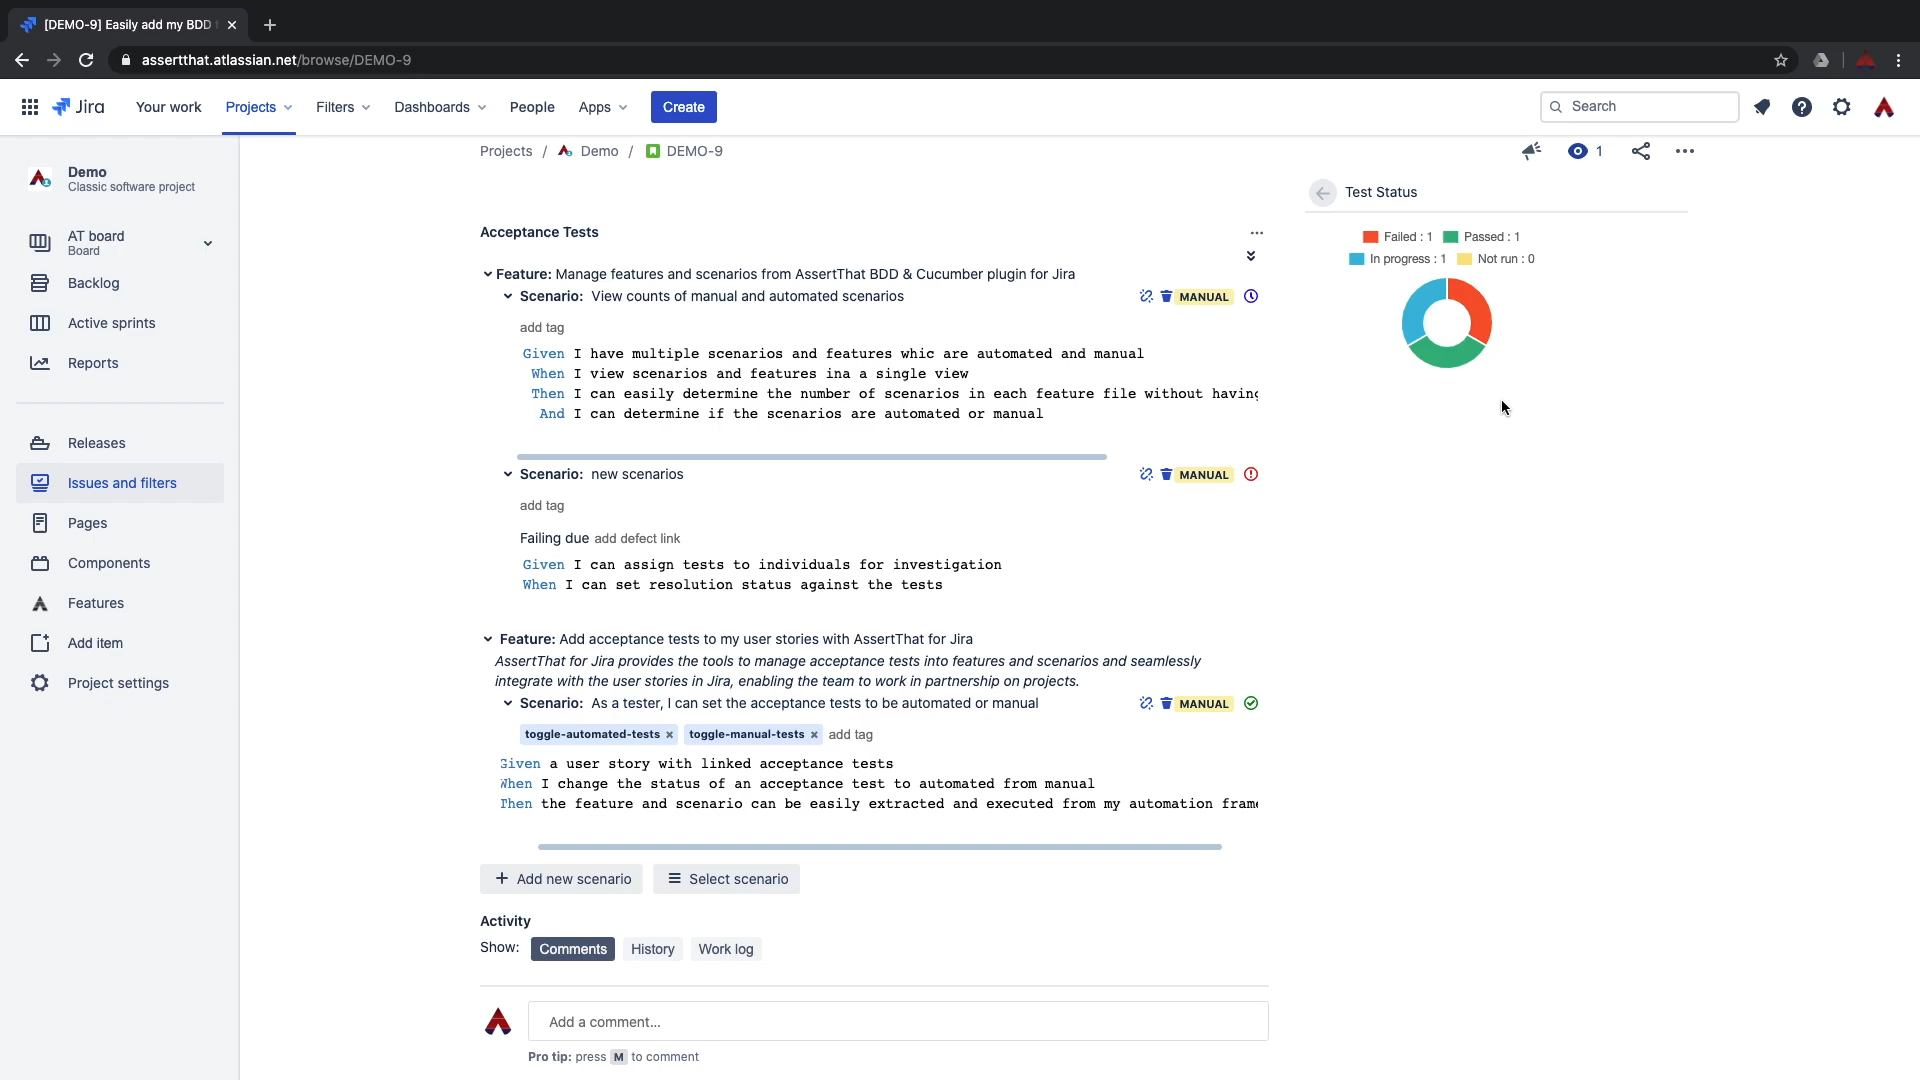 [DEMO-9] Easily add my BDD
assertthat.atlassian.net/browse/DEMO-9
Jira
Your work
Projects
Filters
Dashboards
People
Apps
Create
Search
Demo
Classic software project
AT board
Board
Backlog
Active sprints
Reports
Releases
Issues and filters
Pages
Components
Features
Add item
Project settings
Projects / Demo / DEMO-9
1
Acceptance Tests
Feature: Manage features and scenarios from AssertThat BDD & Cucumber plugin for Jira
Scenario: View counts of manual and automated scenarios MANUAL
add tag
Given I have multiple scenarios and features whic are automated and manual
When I view scenarios and features ina a single view
Then I can easily determine the number of scenarios in each feature file without having
And I can determine if the scenarios are automated or manual
Scenario: new scenarios MANUAL
add tag
Failing due add defect link
Given I can assign tests to individuals for investigation
When I can set resolution status against the tests
Feature: Add acceptance tests to my user stories with AssertThat for Jira
AssertThat for Jira provides the tools to manage acceptance tests into features and scenarios and seamlessly
integrate with the user stories in Jira, enabling the team to work in partnership on projects.
Scenario: As a tester, I can set the acceptance tests to be automated or manual MANUAL
toggle-automated-tests × toggle-manual-tests × add tag
Given a user story with linked acceptance tests
When I change the status of an acceptance test to automated from manual
Then the feature and scenario can be easily extracted and executed from my automation frame
+ Add new scenario
Select scenario
Activity
Show: Comments History Work log
Add a comment...
Pro tip: press M to comment
Test Status
Failed : 1 Passed : 1
In progress : 1 Not run : 0